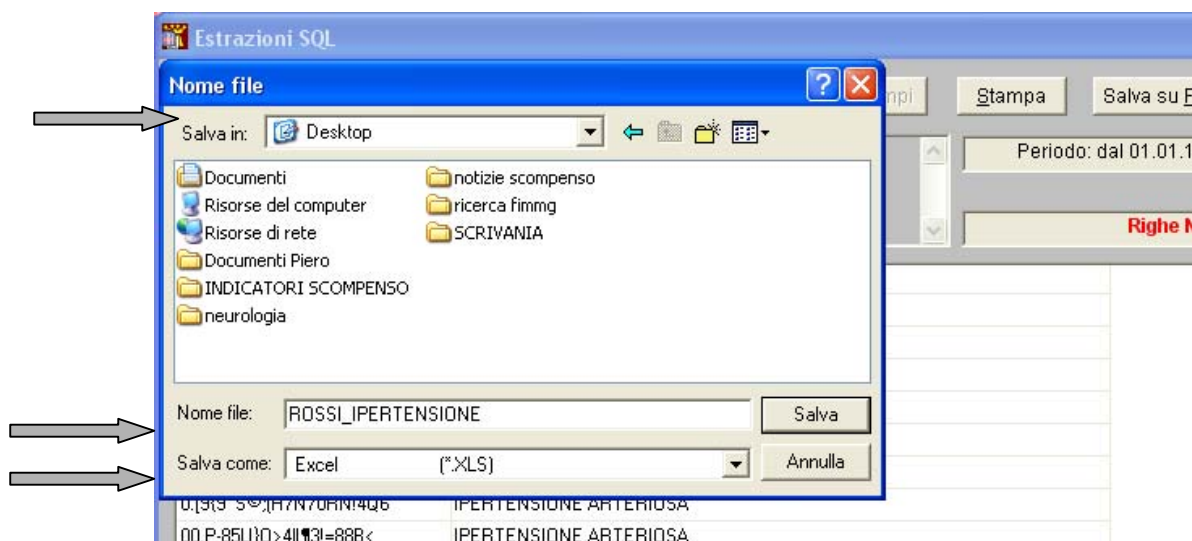 Estrazioni SQL
Nome file
Stampa
Salva su
Salva in: Desktop
Periodo: dal 01.01.1
Documenti
Risorse del computer
Risorse di rete
Documenti Piero
INDICATORI SCOMPENSO
neurologia
notizie scompenso
ricerca fimmg
SCRIVANIA
Righe
Nome file: ROSSI_IPERTENSIONE Salva
Salva come: Excel (*.XLS) Annulla
IPERTENSIONE ARTERIOSA
IPERTENSIONE ARTERIOSA